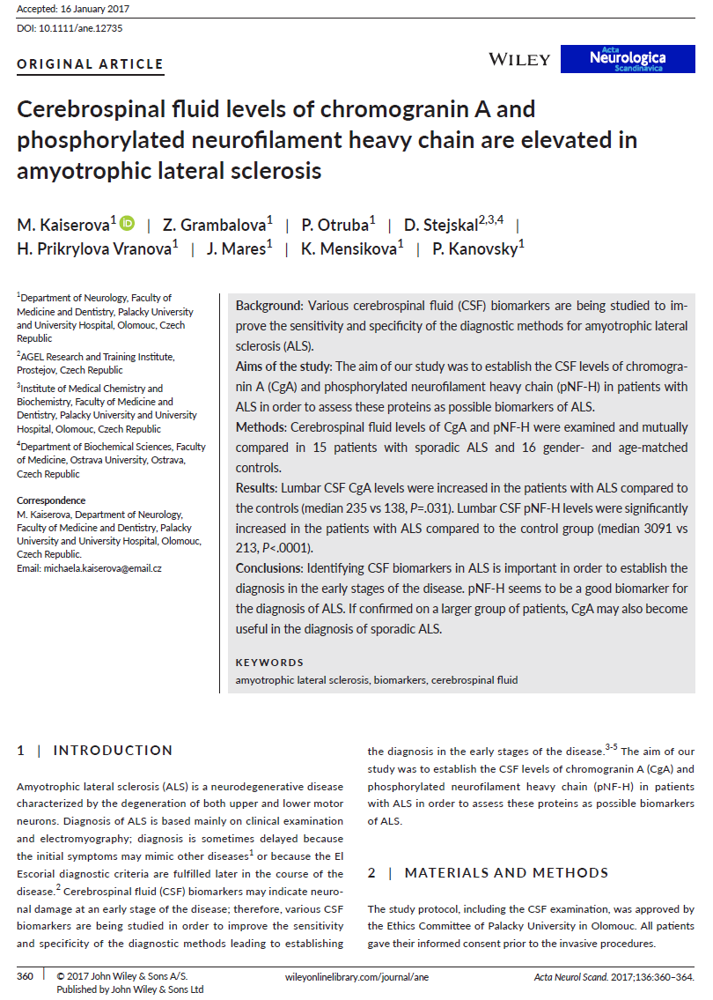 Accepted: 16 January 2017
DOI: 10.1111/ane.12735
ORIGINAL ARTICLE
WILEY
Acta
Neurologica
Scandinavica
Cerebrospinal fluid levels of chromogranin A and
phosphorylated neurofilament heavy chain are elevated in
amyotrophic lateral sclerosis
M. Kaiserova1 iD | Z. Grambalova1 | P. Otruba1 | D. Stejskal2,3,4 |
H. Prikrylova Vranova1 | J. Mares1 | K. Mensikova1 | P. Kanovsky1
1Department of Neurology, Faculty of
Medicine and Dentistry, Palacky University
and University Hospital, Olomouc, Czech
Republic
2AGEL Research and Training Institute,
Prostejov, Czech Republic
3Institute of Medical Chemistry and
Biochemistry, Faculty of Medicine and
Dentistry, Palacky University and University
Hospital, Olomouc, Czech Republic
4Department of Biochemical Sciences, Faculty
of Medicine, Ostrava University, Ostrava,
Czech Republic
Correspondence
M. Kaiserova, Department of Neurology,
Faculty of Medicine and Dentistry, Palacky
University and University Hospital, Olomouc,
Czech Republic.
Email: michaela.kaiserova@email.cz
Background: Various cerebrospinal fluid (CSF) biomarkers are being studied to im-
prove the sensitivity and specificity of the diagnostic methods for amyotrophic lateral
sclerosis (ALS).
Aims of the study: The aim of our study was to establish the CSF levels of chromogra-
nin A (CgA) and phosphorylated neurofilament heavy chain (pNF-H) in patients with
ALS in order to assess these proteins as possible biomarkers of ALS.
Methods: Cerebrospinal fluid levels of CgA and pNF-H were examined and mutually
compared in 15 patients with sporadic ALS and 16 gender- and age-matched
controls.
Results: Lumbar CSF CgA levels were increased in the patients with ALS compared to
the controls (median 235 vs 138, P=.031). Lumbar CSF pNF-H levels were significantly
increased in the patients with ALS compared to the control group (median 3091 vs
213, P<.0001).
Conclusions: Identifying CSF biomarkers in ALS is important in order to establish the
diagnosis in the early stages of the disease. pNF-H seems to be a good biomarker for
the diagnosis of ALS. If confirmed on a larger group of patients, CgA may also become
useful in the diagnosis of sporadic ALS.
KEYWORDS
amyotrophic lateral sclerosis, biomarkers, cerebrospinal fluid
1 | INTRODUCTION
Amyotrophic lateral sclerosis (ALS) is a neurodegenerative disease
characterized by the degeneration of both upper and lower motor
neurons. Diagnosis of ALS is based mainly on clinical examination
and electromyography; diagnosis is sometimes delayed because
the initial symptoms may mimic other diseases1 or because the El
Escorial diagnostic criteria are fulfilled later in the course of the
disease.2 Cerebrospinal fluid (CSF) biomarkers may indicate neuro-
nal damage at an early stage of the disease; therefore, various CSF
biomarkers are being studied in order to improve the sensitivity
and specificity of the diagnostic methods leading to establishing
the diagnosis in the early stages of the disease.3-5 The aim of our
study was to establish the CSF levels of chromogranin A (CgA) and
phosphorylated neurofilament heavy chain (pNF-H) in patients
with ALS in order to assess these proteins as possible biomarkers
of ALS.
2 | MATERIALS AND METHODS
The study protocol, including the CSF examination, was approved by
the Ethics Committee of Palacky University in Olomouc. All patients
gave their informed consent prior to the invasive procedures.
360 | © 2017 John Wiley & Sons A/S.
Published by John Wiley & Sons Ltd
wileyonlinelibrary.com/journal/ane
Acta Neurol Scand. 2017;136:360–364.